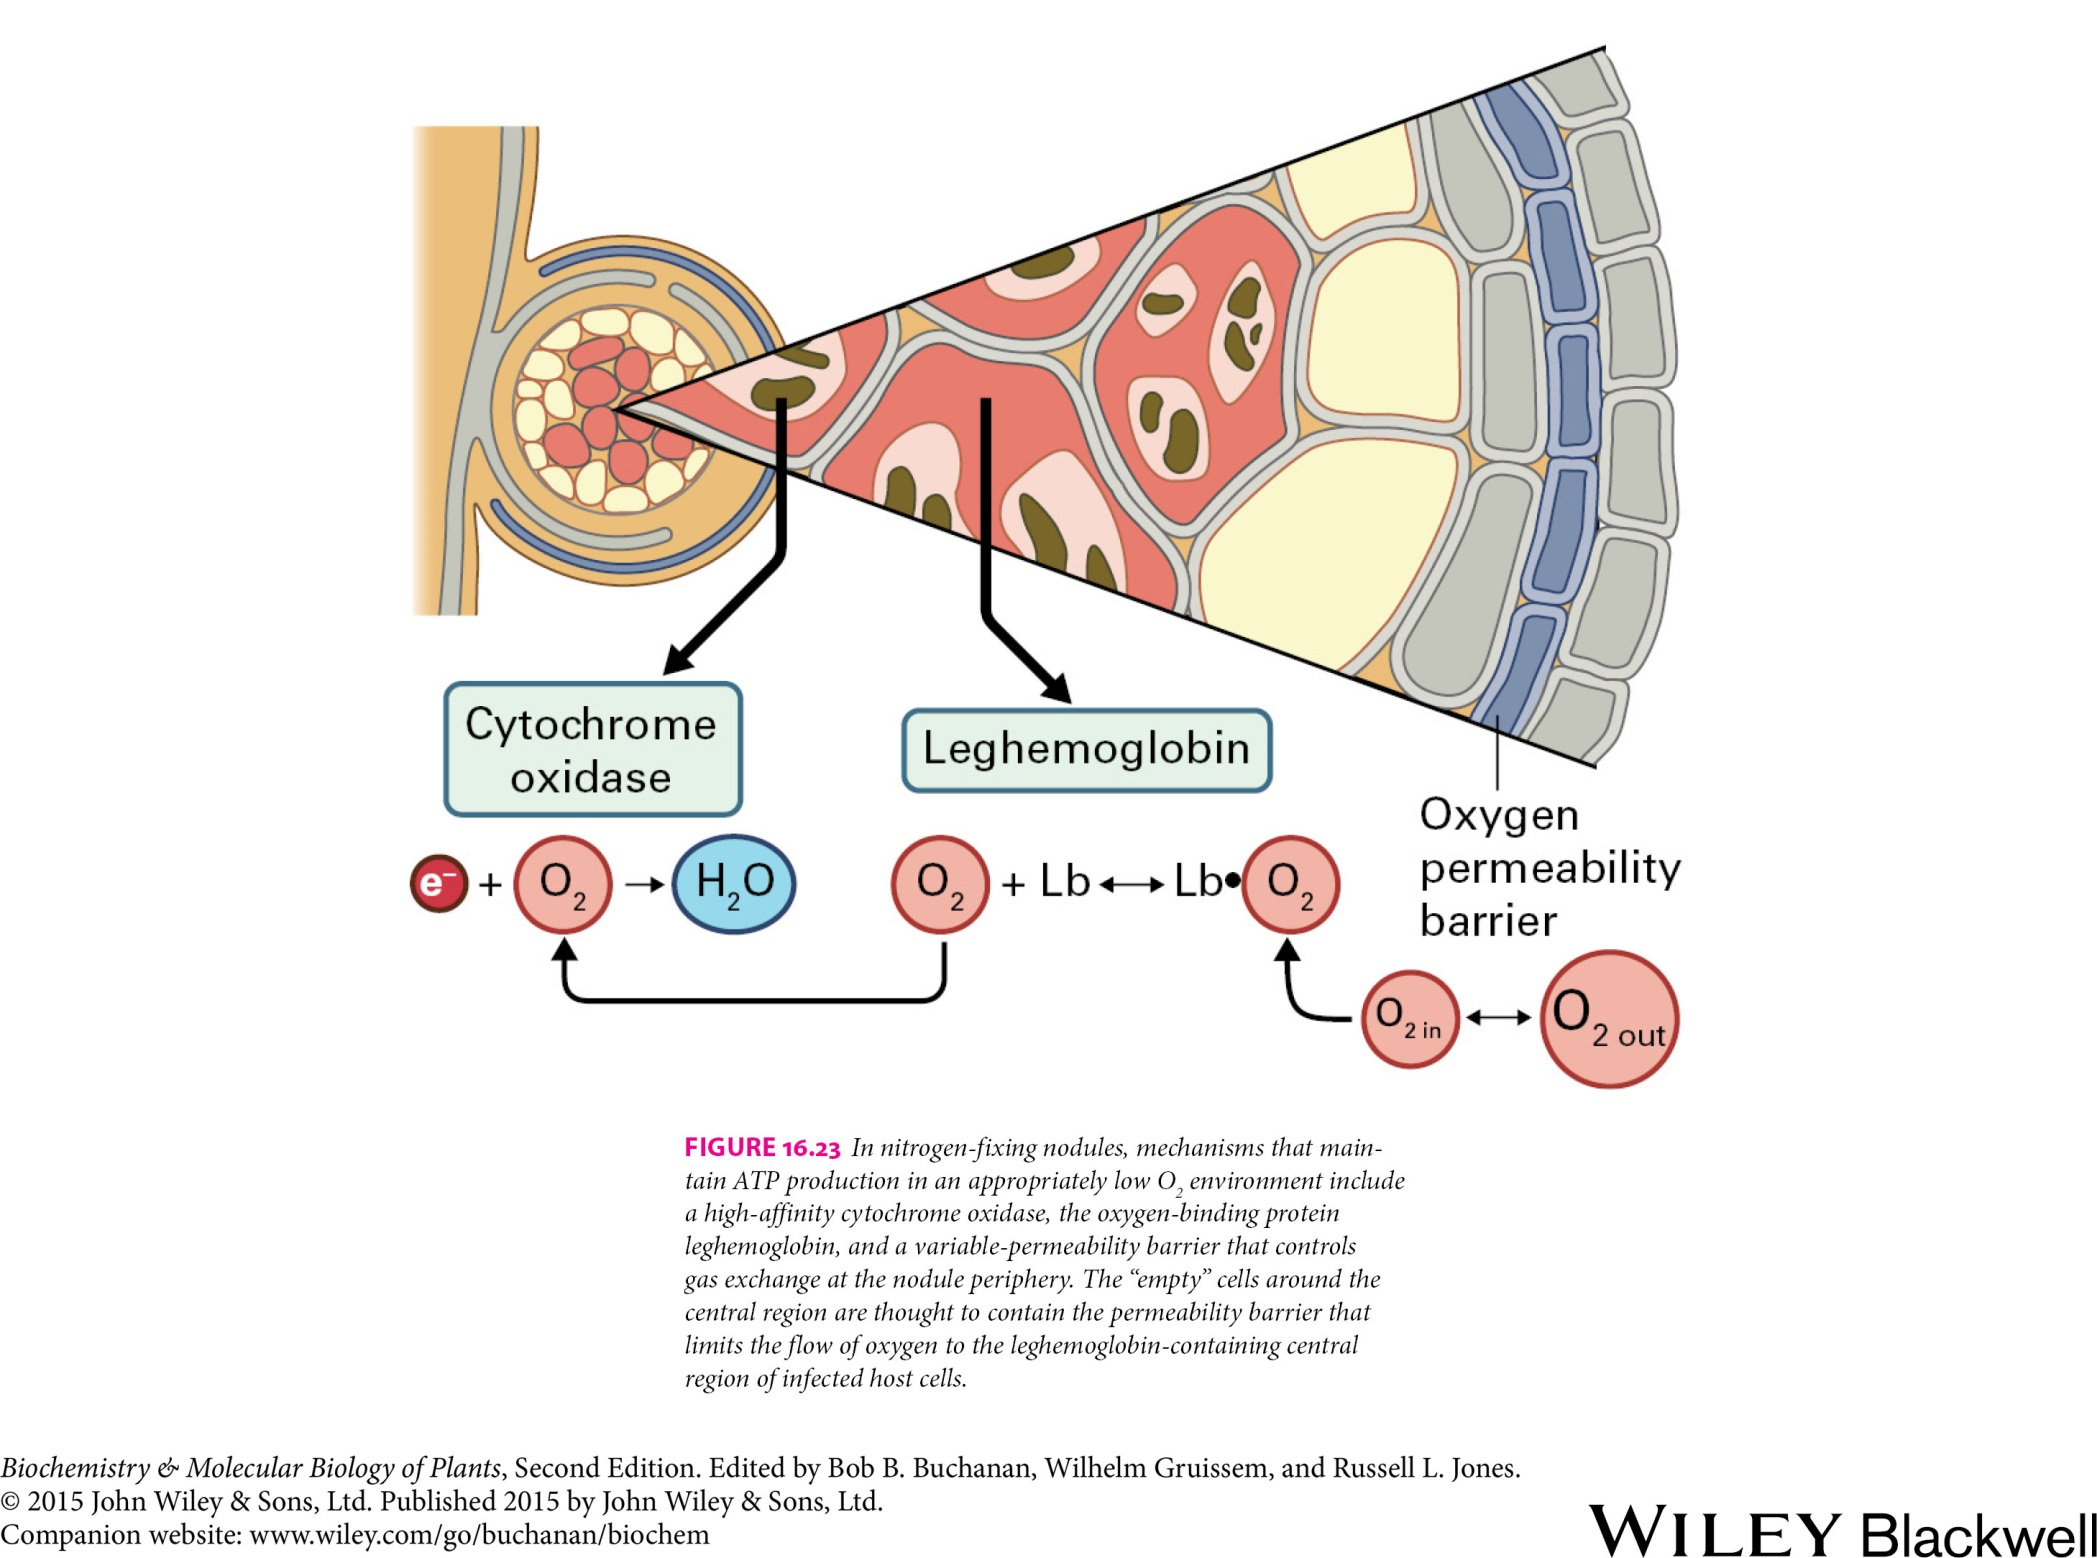 Cytochrome
oxidase
Leghemoglobin
Oxygen
permeability
barrier
e⁻ + O₂ → H₂O
O₂ + Lb ↔ Lb•O₂
O₂ in ↔ O₂ out
FIGURE 16.23 In nitrogen-fixing nodules, mechanisms that main-
tain ATP production in an appropriately low O₂ environment include
a high-affinity cytochrome oxidase, the oxygen-binding protein
leghemoglobin, and a variable-permeability barrier that controls
gas exchange at the nodule periphery. The “empty” cells around the
central region are thought to contain the permeability barrier that
limits the flow of oxygen to the leghemoglobin-containing central
region of infected host cells.
Biochemistry & Molecular Biology of Plants, Second Edition. Edited by Bob B. Buchanan, Wilhelm Gruissem, and Russell L. Jones.
© 2015 John Wiley & Sons, Ltd. Published 2015 by John Wiley & Sons, Ltd.
Companion website: www.wiley.com/go/buchanan/biochem
WILEY Blackwell